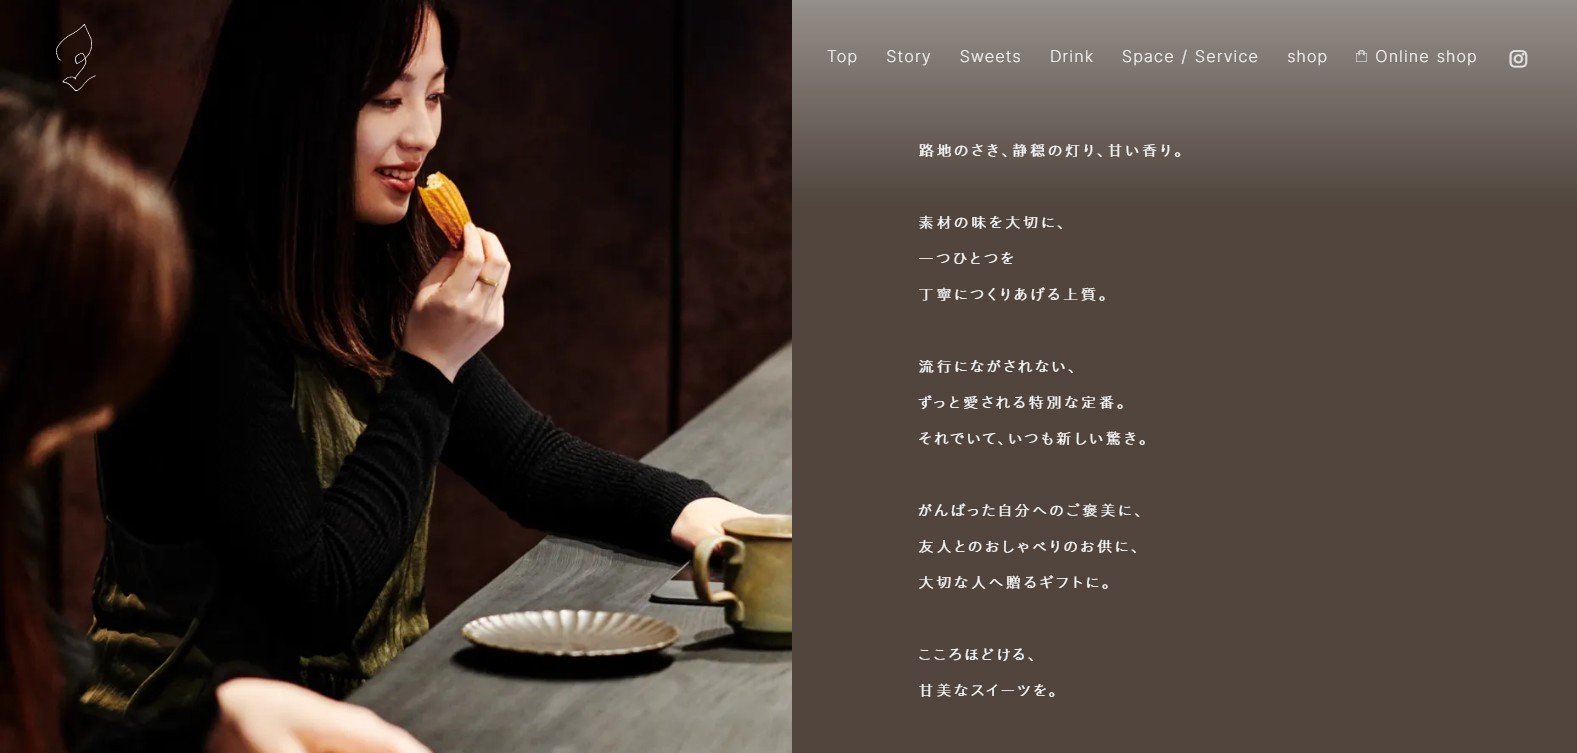 Top Story Sweets Drink Space / Service shop Online shop
路地のさき、静穏の灯り、甘い香り。
素材の味を大切に、
一つひとつを
丁寧につくりあげる上質。
流行にながされない、
ずっと愛される特別な定番。
それでいて、いつも新しい驚き。
がんばった自分へのご褒美に、
友人とのおしゃべりのお供に、
大切な人へ贈るギフトに。
こころほどける、
甘美なスイーツを。